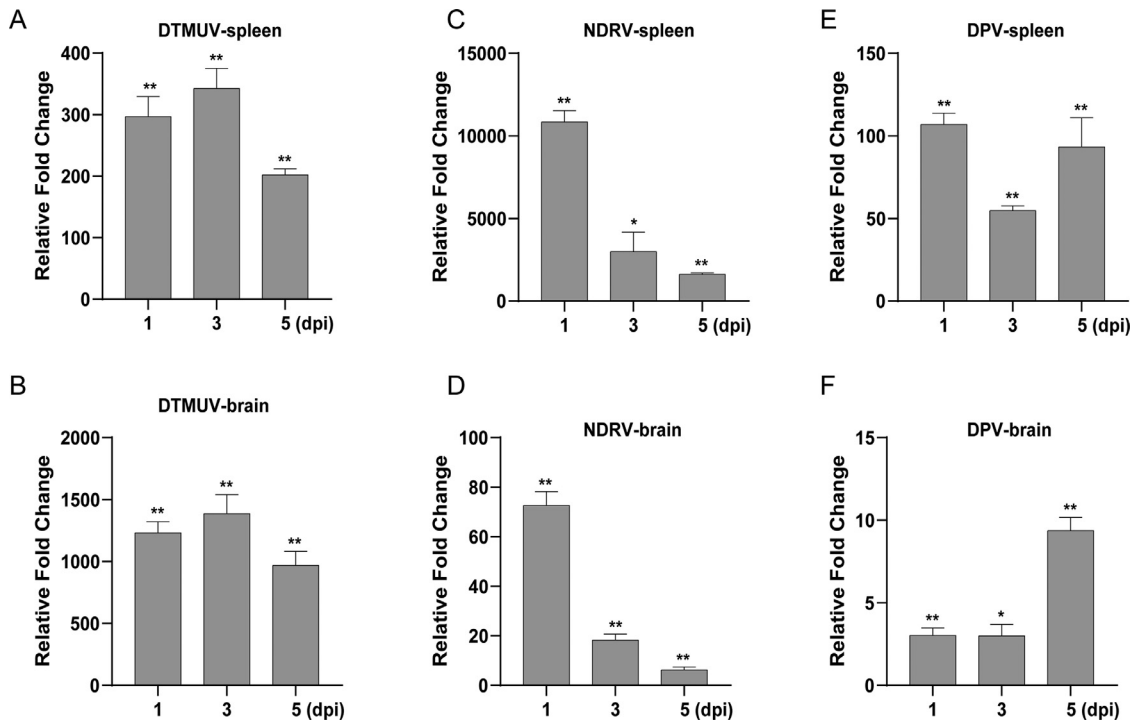 A
DTMUV-spleen
Relative Fold Change
400
300
200
100
0
**
**
**
1 3 5 (dpi)
C
NDRV-spleen
Relative Fold Change
15000
10000
5000
0
**
*
**
1 3 5 (dpi)
E
DPV-spleen
Relative Fold Change
150
100
50
0
**
**
**
1 3 5 (dpi)
B
DTMUV-brain
Relative Fold Change
2000
1500
1000
500
0
**
**
**
1 3 5 (dpi)
D
NDRV-brain
Relative Fold Change
100
80
60
40
20
0
**
**
**
1 3 5 (dpi)
F
DPV-brain
Relative Fold Change
15
10
5
0
**
*
**
1 3 5 (dpi)